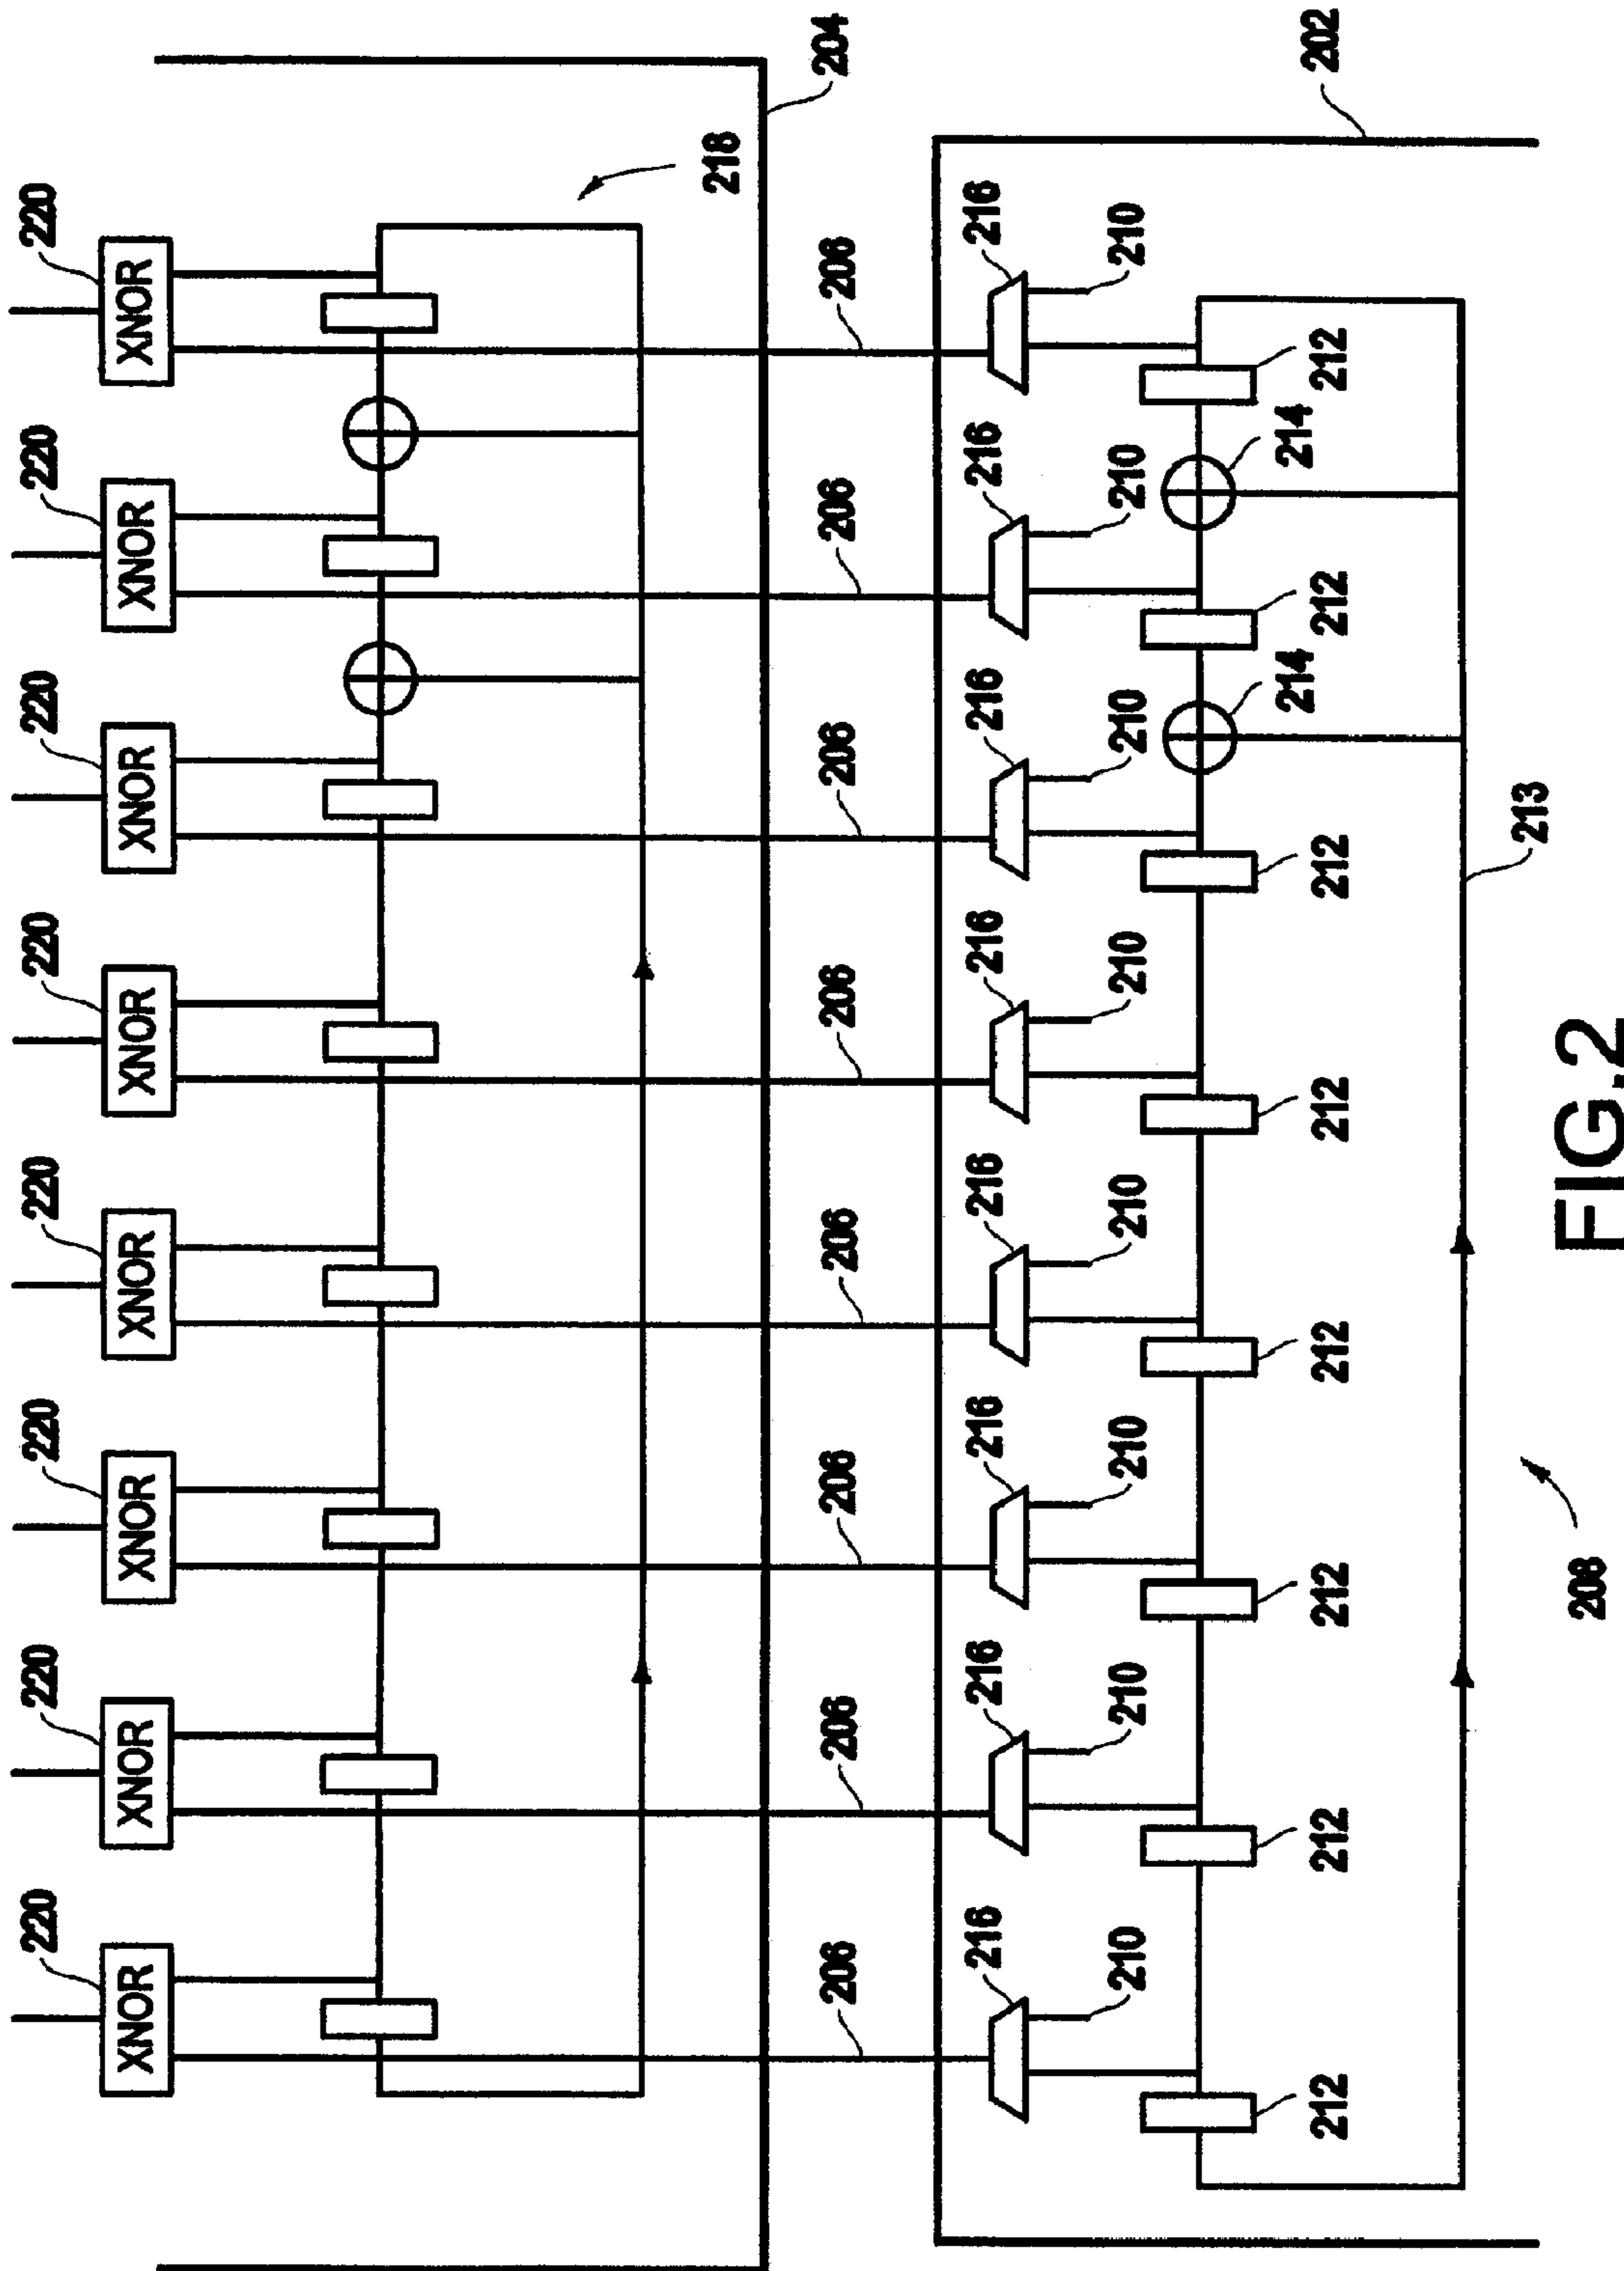 220 220 220 220 220 220 220 220
XNOR XNOR XNOR XNOR XNOR XNOR XNOR XNOR
218
206 206 206 206 206 206 206 206 204
216 216 216 216 216 216 216 216
210 210 210 210 210 210 210 210
214 214
212 212 212 212 212 212 212 212 202
213
208
FIG.2